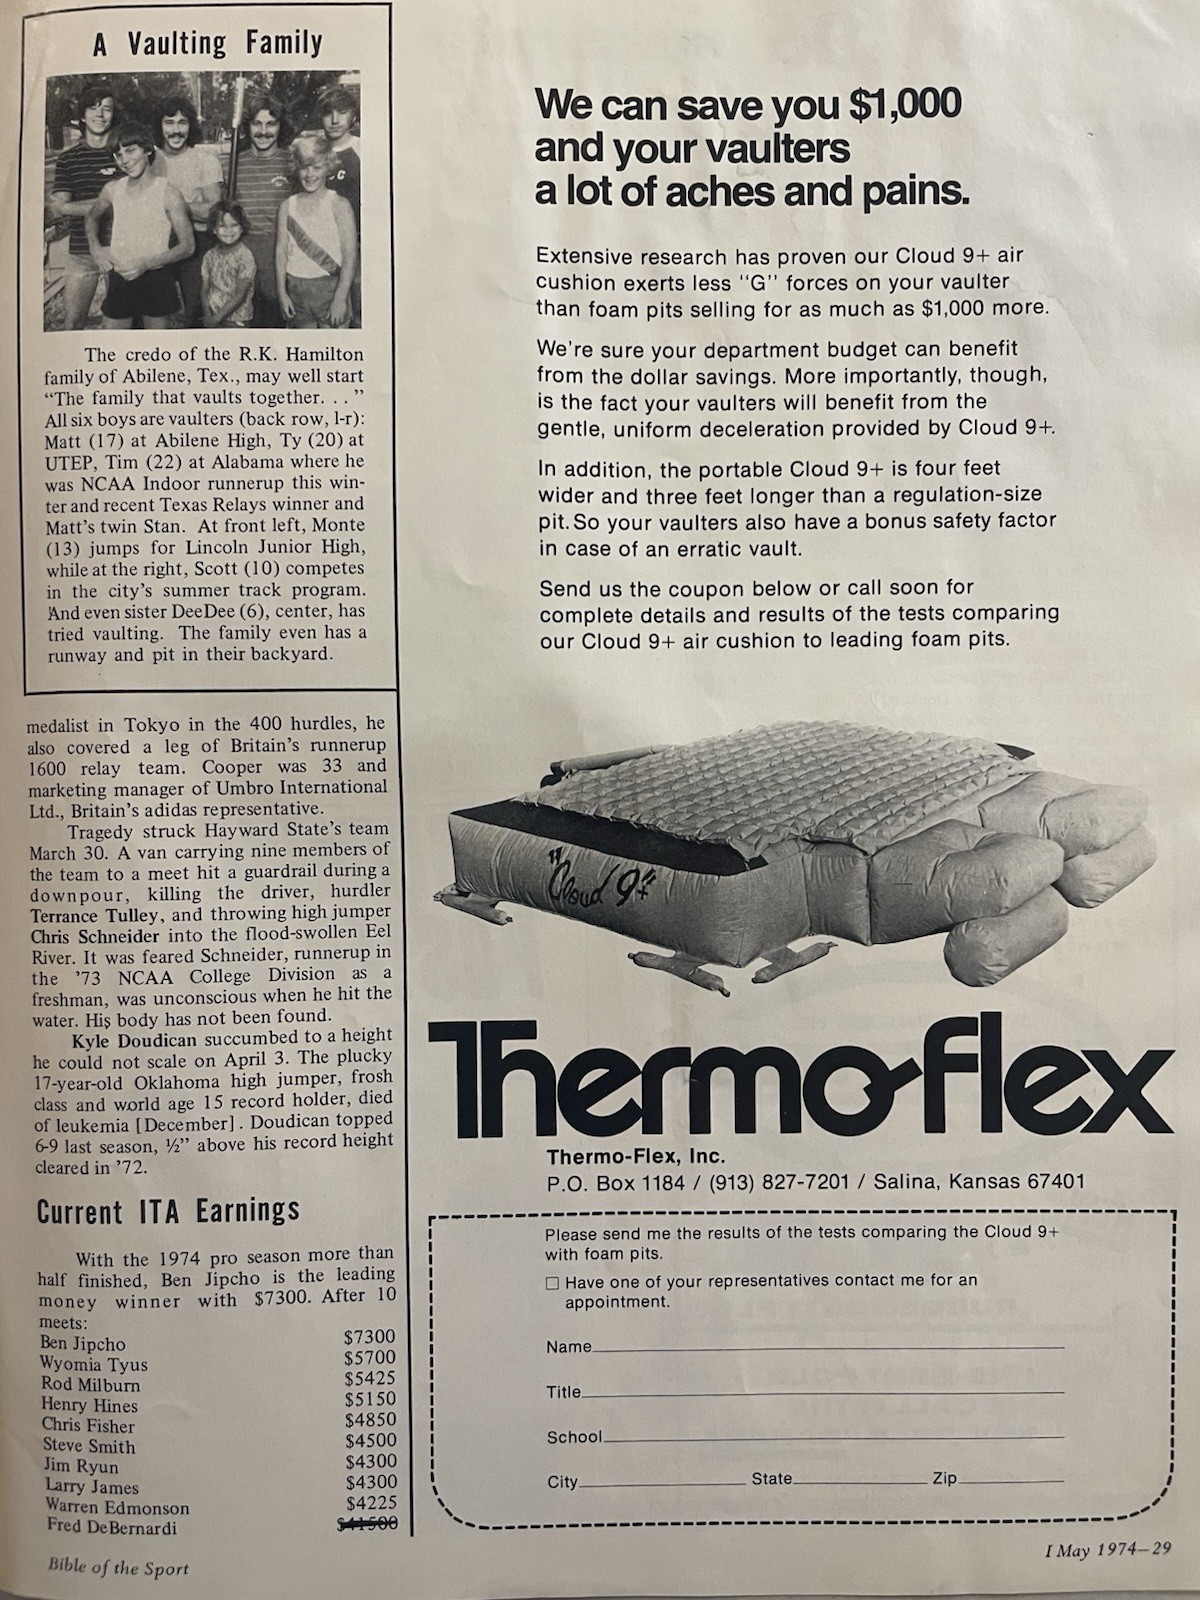 A Vaulting Family
The credo of the R.K. Hamilton
family of Abilene, Tex., may well start
“The family that vaults together. . . ”
All six boys are vaulters (back row, l-r):
Matt (17) at Abilene High, Ty (20) at
UTEP, Tim (22) at Alabama where he
was NCAA Indoor runnerup this win-
ter and recent Texas Relays winner and
Matt’s twin Stan. At front left, Monte
(13) jumps for Lincoln Junior High,
while at the right, Scott (10) competes
in the city’s summer track program.
And even sister DeeDee (6), center, has
tried vaulting. The family even has a
runway and pit in their backyard.
medalist in Tokyo in the 400 hurdles, he
also covered a leg of Britain’s runnerup
1600 relay team. Cooper was 33 and
marketing manager of Umbro International
Ltd., Britain’s adidas representative.
Tragedy struck Hayward State’s team
March 30. A van carrying nine members of
the team to a meet hit a guardrail during a
downpour, killing the driver, hurdler
Terrance Tulley, and throwing high jumper
Chris Schneider into the flood-swollen Eel
River. It was feared Schneider, runnerup in
the ’73 NCAA College Division as a
freshman, was unconscious when he hit the
water. His body has not been found.
Kyle Doudican succumbed to a height
he could not scale on April 3. The plucky
17-year-old Oklahoma high jumper, frosh
class and world age 15 record holder, died
of leukemia [December]. Doudican topped
6-9 last season, ½” above his record height
cleared in ’72.
Current ITA Earnings
With the 1974 pro season more than
half finished, Ben Jipcho is the leading
money winner with $7300. After 10
meets:
Ben Jipcho $7300
Wyomia Tyus $5700
Rod Milburn $5425
Henry Hines $5150
Chris Fisher $4850
Steve Smith $4500
Jim Ryun $4300
Larry James $4300
Warren Edmonson $4225
Fred DeBernardi
Bible of the Sport
We can save you $1,000
and your vaulters
a lot of aches and pains.
Extensive research has proven our Cloud 9+ air
cushion exerts less “G” forces on your vaulter
than foam pits selling for as much as $1,000 more.
We’re sure your department budget can benefit
from the dollar savings. More importantly, though,
is the fact your vaulters will benefit from the
gentle, uniform deceleration provided by Cloud 9+.
In addition, the portable Cloud 9+ is four feet
wider and three feet longer than a regulation-size
pit. So your vaulters also have a bonus safety factor
in case of an erratic vault.
Send us the coupon below or call soon for
complete details and results of the tests comparing
our Cloud 9+ air cushion to leading foam pits.
"Cloud 9"+
Thermo-flex
Thermo-Flex, Inc.
P.O. Box 1184 / (913) 827-7201 / Salina, Kansas 67401
Please send me the results of the tests comparing the Cloud 9+
with foam pits.
☐ Have one of your representatives contact me for an
appointment.
Name
Title
School
City State Zip
I May 1974–29